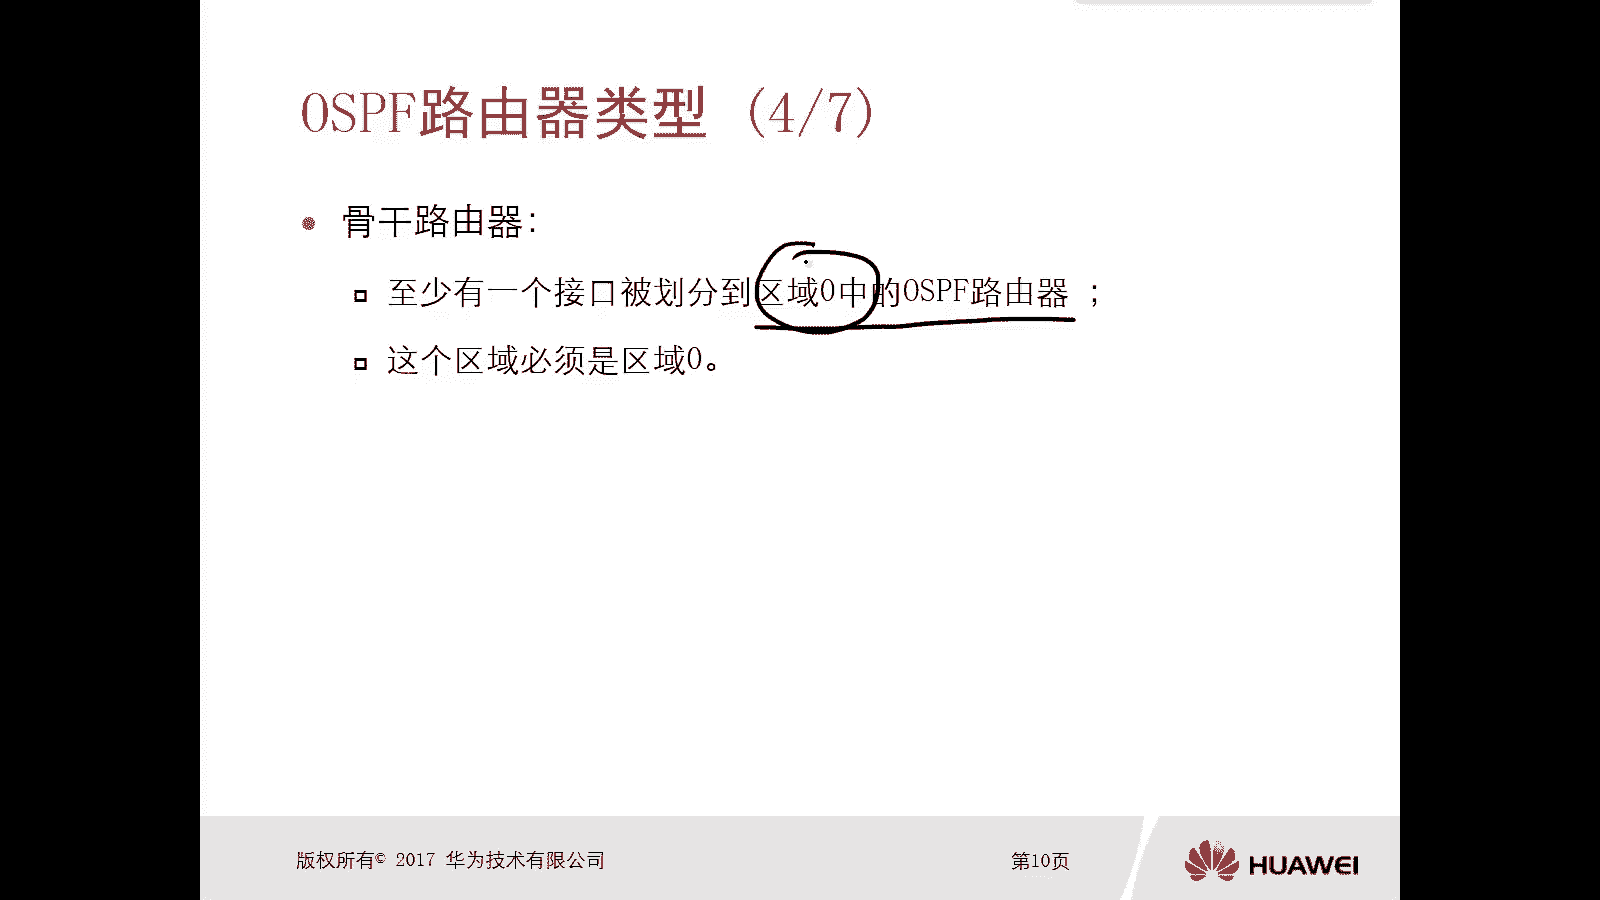 OSPF路由器类型 (4/7)
骨干路由器：
至少有一个接口被划分到区域0中的OSPF路由器 ；
这个区域必须是区域0。
版权所有© 2017 华为技术有限公司
第10页
HUAWEI